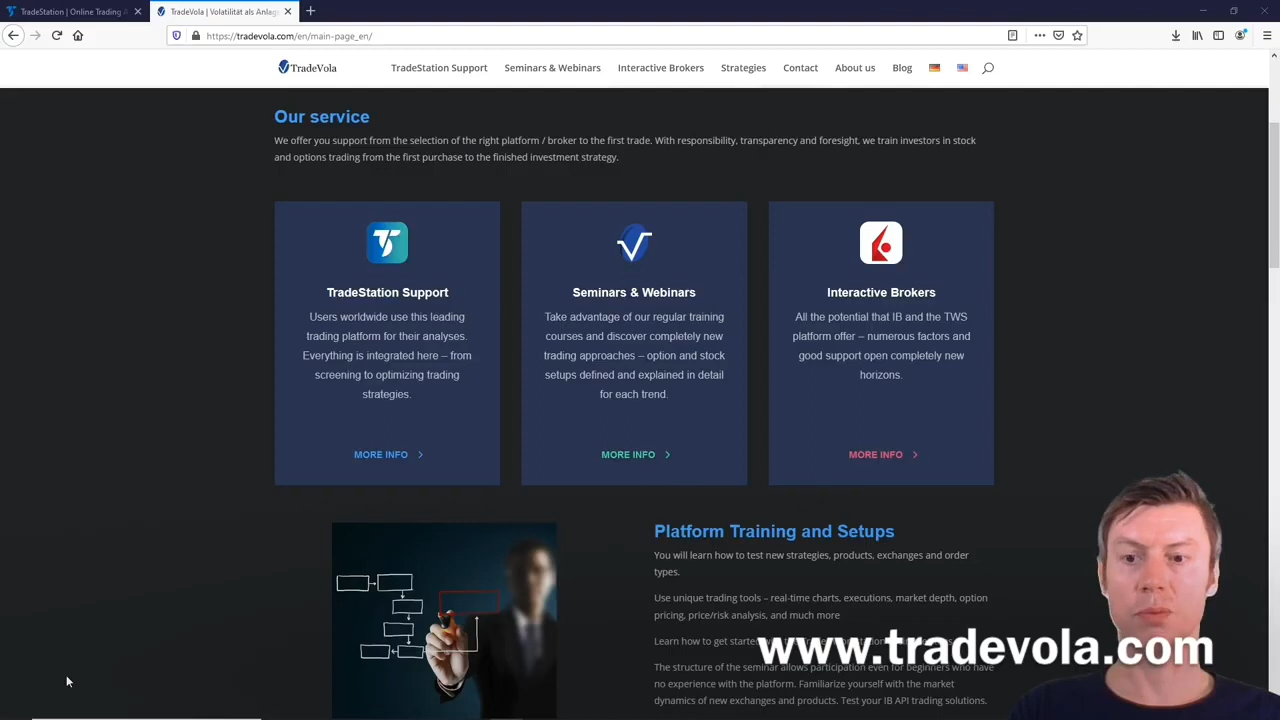 TradeStation | Online Trading
TradeVola | Volatilität als Anlag
https://tradevola.com/en/main-page_en/
TradeVola
TradeStation Support
Seminars & Webinars
Interactive Brokers
Strategies
Contact
About us
Blog
Our service
We offer you support from the selection of the right platform / broker to the first trade. With responsibility, transparency and foresight, we train investors in stock
and options trading from the first purchase to the finished investment strategy.
TradeStation Support
Users worldwide use this leading
trading platform for their analyses.
Everything is integrated here – from
screening to optimizing trading
strategies.
MORE INFO
Seminars & Webinars
Take advantage of our regular training
courses and discover completely new
trading approaches – option and stock
setups defined and explained in detail
for each trend.
MORE INFO
Interactive Brokers
All the potential that IB and the TWS
platform offer – numerous factors and
good support open completely new
horizons.
MORE INFO
Platform Training and Setups
You will learn how to test new strategies, products, exchanges and order
types.
Use unique trading tools – real-time charts, executions, market depth, option
pricing, price/risk analysis, and much more
Learn how to get started
www.tradevola.com
The structure of the seminar allows participation even for beginners who have
no experience with the platform. Familiarize yourself with the market
dynamics of new exchanges and products. Test your IB API trading solutions.